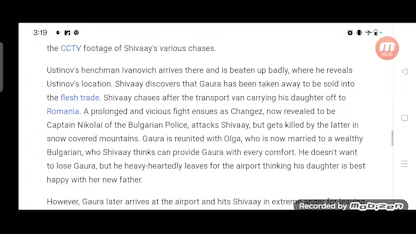 3:19
the CCTV footage of Shivaay's various chases.
Ustinov's henchman Ivanovich arrives there and is beaten up badly, where he reveals
Ustinov's location. Shivaay discovers that Gaura has been taken away to be sold into
the flesh trade. Shivaay chases after the transport van carrying his daughter off to
Romania. A prolonged and vicious fight ensues as Changez, now revealed to be
Captain Nikolai of the Bulgarian Police, attacks Shivaay, but gets killed by the latter in
snow covered mountains. Gaura is reunited with Olga, who is now married to a wealthy
Bulgarian, who Shivaay thinks can provide Gaura with every comfort. He doesn't want
to lose Gaura, but he heavy-heartedly leaves for the airport thinking his daughter is best
happy with her new father.
However, Gaura later arrives at the airport and hits Shivaay in extreme anger for
Recorded by MOBIZEN